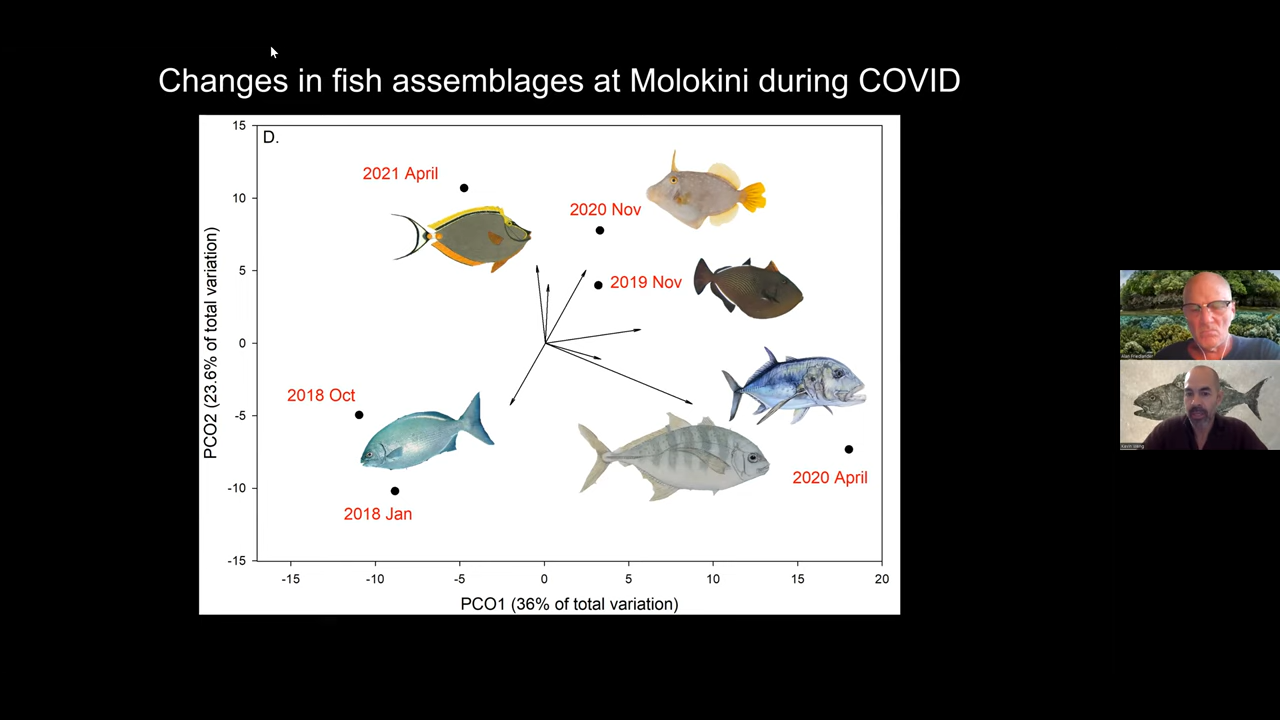 Changes in fish assemblages at Molokini during COVID
D.
2021 April
2020 Nov
2019 Nov
2018 Oct
2018 Jan
2020 April
15
10
5
0
-5
-10
-15
PCO2 (23.6% of total variation)
-15
-10
-5
0
5
10
15
20
PCO1 (36% of total variation)
Alan Friedlander